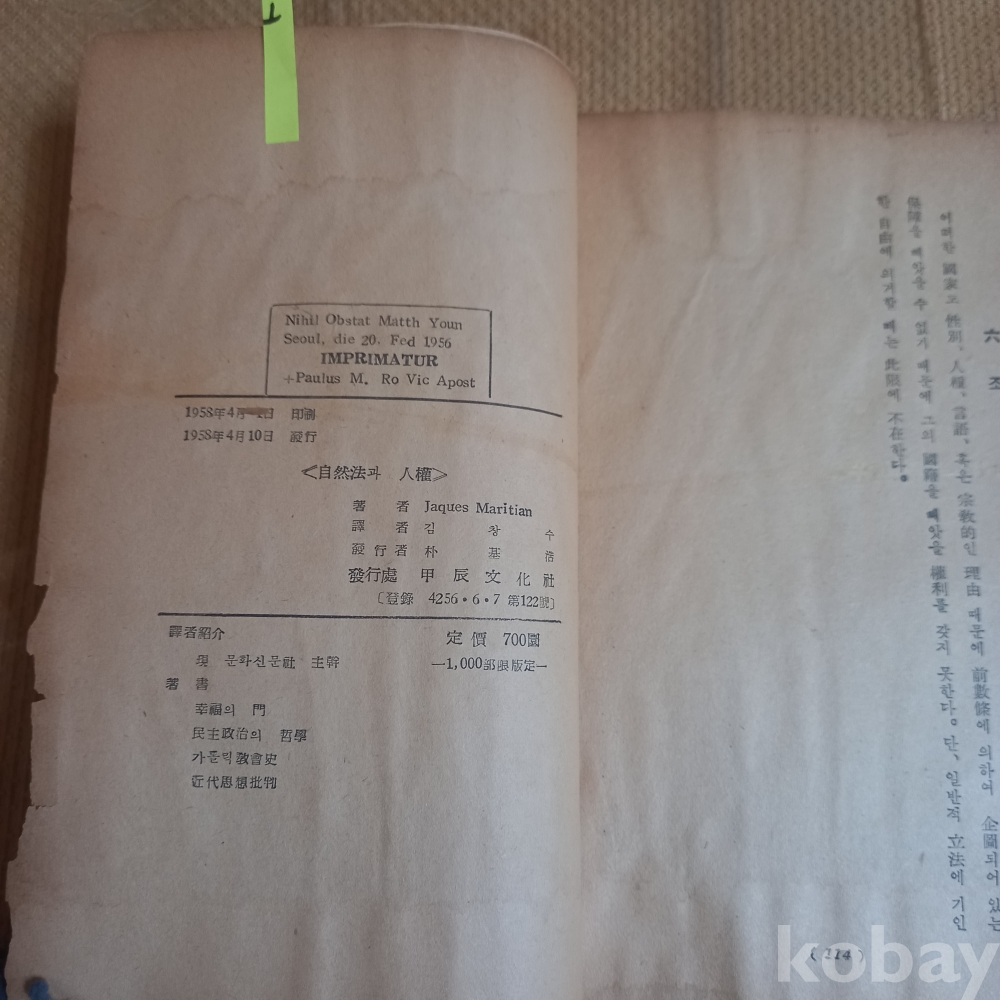 Nihil Obstat Matth Youn
Seoul, die 20. Fed 1956
IMPRIMATUR
+Paulus M. Ro Vic Apost
1958年4月 日 印刷
1958年4月10日 發行
≪自然法과 人權≫
著者 Jaques Maritian
譯者 김창수
發行者 朴基
發行處 甲辰文化社
〔登錄 4256·6·7 第122號〕
定價 700圜
―1,000部限版定―
譯者紹介
現 문화신문社 主幹
著書
幸福의 門
民主政治의 哲學
가톨릭敎會史
近代思想批判
六 조
여하한 國家도 性別, 人種, 言語, 혹은 宗敎的인 理由 때문에 前數條에 의하여 企圖되어 있는
保障을 빼앗을 수 없기 때문에 그의 國籍을 빼앗을 權利를 갖지 못한다。단, 일반적 立法에 기인
한 自由에 의거할 때는 此限에 不在한다。
(224)
kobay